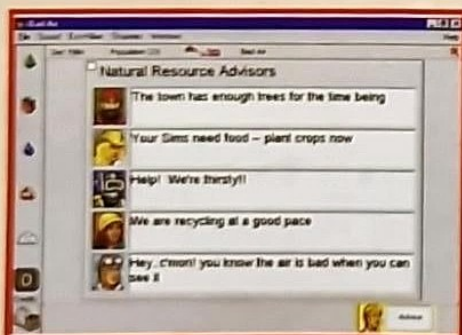 Help
Natural Resource Advisors
The town has enough trees for the time being
Your Sims need food – plant crops now
Help! We're thirsty!!
We are recycling at a good pace
Hey, c'mon! you know the air is bad when you can
see it
Advisor